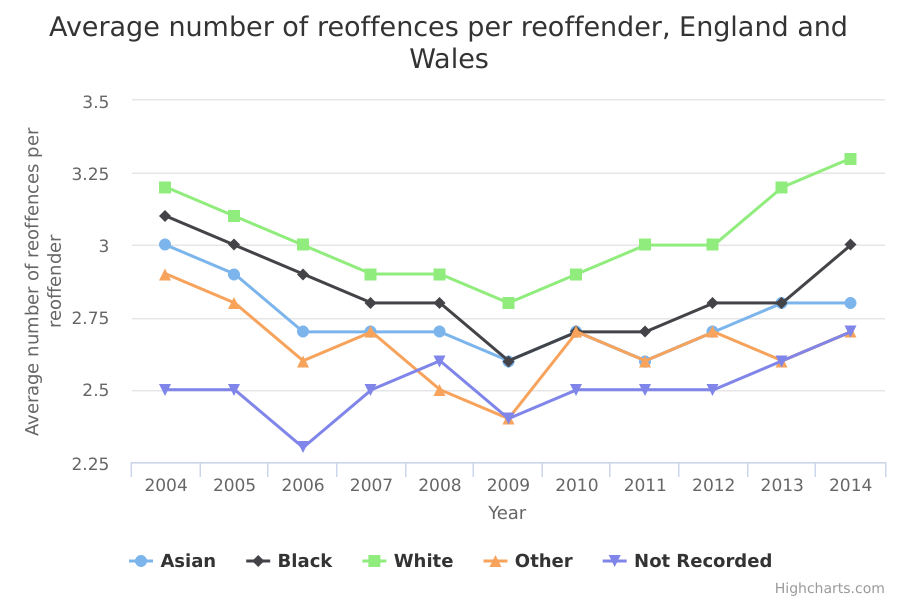 Average number of reoffences per reoffender, England and
Wales
Average number of reoffences per
reoffender
3.5
3.25
3
2.75
2.5
2.25
2004 2005 2006 2007 2008 2009 2010 2011 2012 2013 2014
Year
Asian Black White Other Not Recorded
Highcharts.com